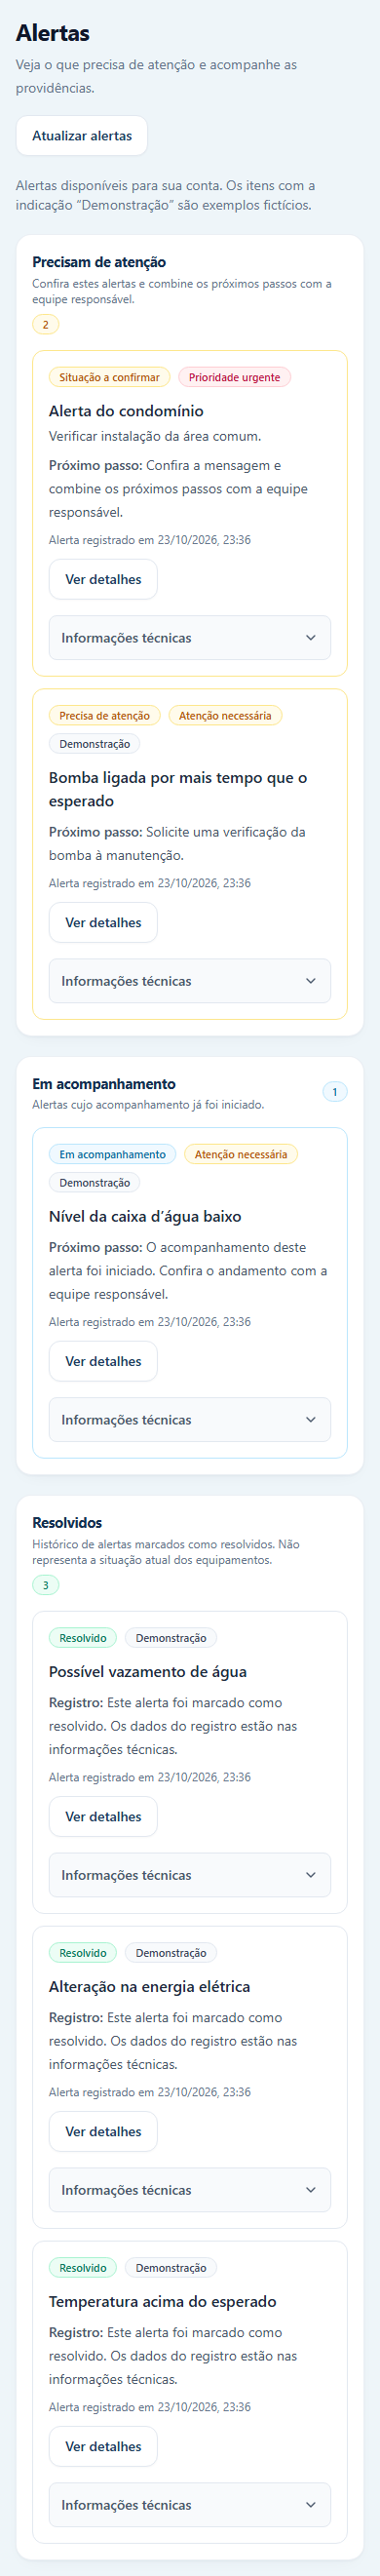 Alertas
Veja o que precisa de atenção e acompanhe as
providências.
Atualizar alertas
Alertas disponíveis para sua conta. Os itens com a
indicação “Demonstração” são exemplos fictícios.
Precisam de atenção
Confira estes alertas e combine os próximos passos com a
equipe responsável.
2
Situação a confirmar
Prioridade urgente
Alerta do condomínio
Verificar instalação da área comum.
Próximo passo: Confira a mensagem e
combine os próximos passos com a equipe
responsável.
Alerta registrado em 23/10/2026, 23:36
Ver detalhes
Informações técnicas
Precisa de atenção
Atenção necessária
Demonstração
Bomba ligada por mais tempo que o
esperado
Próximo passo: Solicite uma verificação da
bomba à manutenção.
Alerta registrado em 23/10/2026, 23:36
Ver detalhes
Informações técnicas
Em acompanhamento
1
Alertas cujo acompanhamento já foi iniciado.
Em acompanhamento
Atenção necessária
Demonstração
Nível da caixa d’água baixo
Próximo passo: O acompanhamento deste
alerta foi iniciado. Confira o andamento com a
equipe responsável.
Alerta registrado em 23/10/2026, 23:36
Ver detalhes
Informações técnicas
Resolvidos
Histórico de alertas marcados como resolvidos. Não
representa a situação atual dos equipamentos.
3
Resolvido
Demonstração
Possível vazamento de água
Registro: Este alerta foi marcado como
resolvido. Os dados do registro estão nas
informações técnicas.
Alerta registrado em 23/10/2026, 23:36
Ver detalhes
Informações técnicas
Resolvido
Demonstração
Alteração na energia elétrica
Registro: Este alerta foi marcado como
resolvido. Os dados do registro estão nas
informações técnicas.
Alerta registrado em 23/10/2026, 23:36
Ver detalhes
Informações técnicas
Resolvido
Demonstração
Temperatura acima do esperado
Registro: Este alerta foi marcado como
resolvido. Os dados do registro estão nas
informações técnicas.
Alerta registrado em 23/10/2026, 23:36
Ver detalhes
Informações técnicas